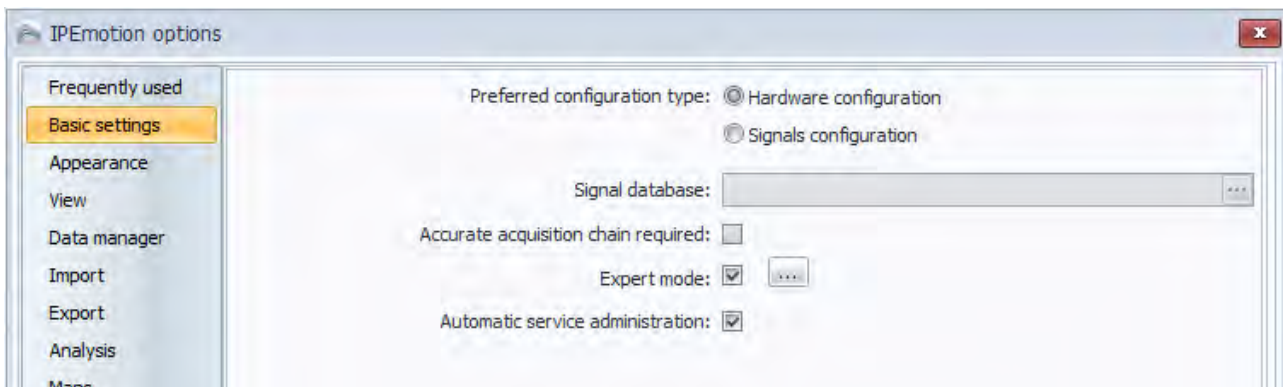 IPEmotion options
Frequently used
Basic settings
Appearance
View
Data manager
Import
Export
Analysis
Maps
Preferred configuration type: Hardware configuration
Signals configuration
Signal database: ...
Accurate acquisition chain required:
Expert mode: ...
Automatic service administration: